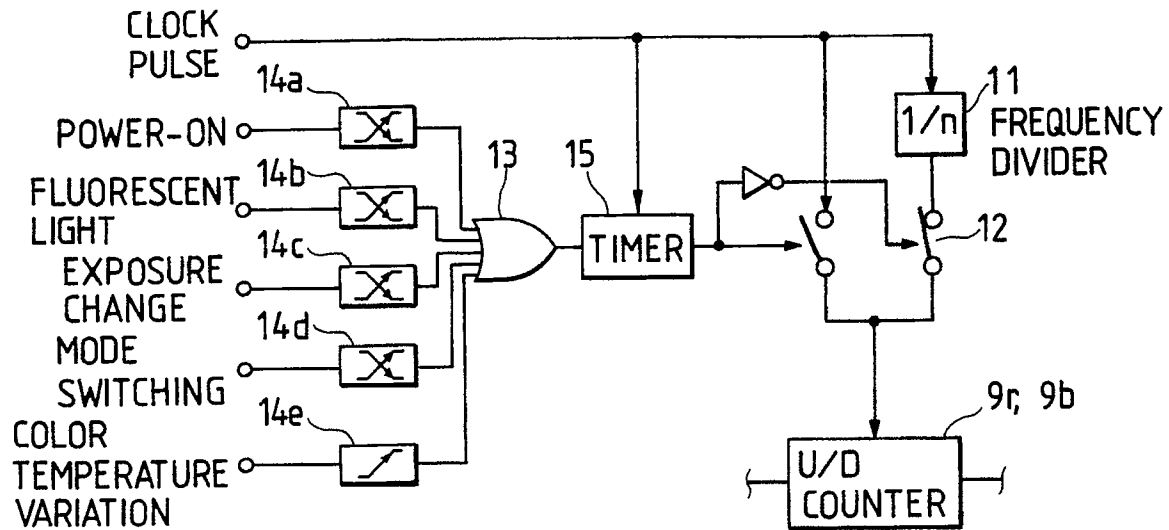 CLOCK
PULSE
14a
POWER-ON
14b
FLUORESCENT
LIGHT
14c
EXPOSURE
CHANGE
14d
MODE
SWITCHING
14e
COLOR
TEMPERATURE
VARIATION
13
15
TIMER
1/n
11
FREQUENCY
DIVIDER
12
9r, 9b
U/D
COUNTER